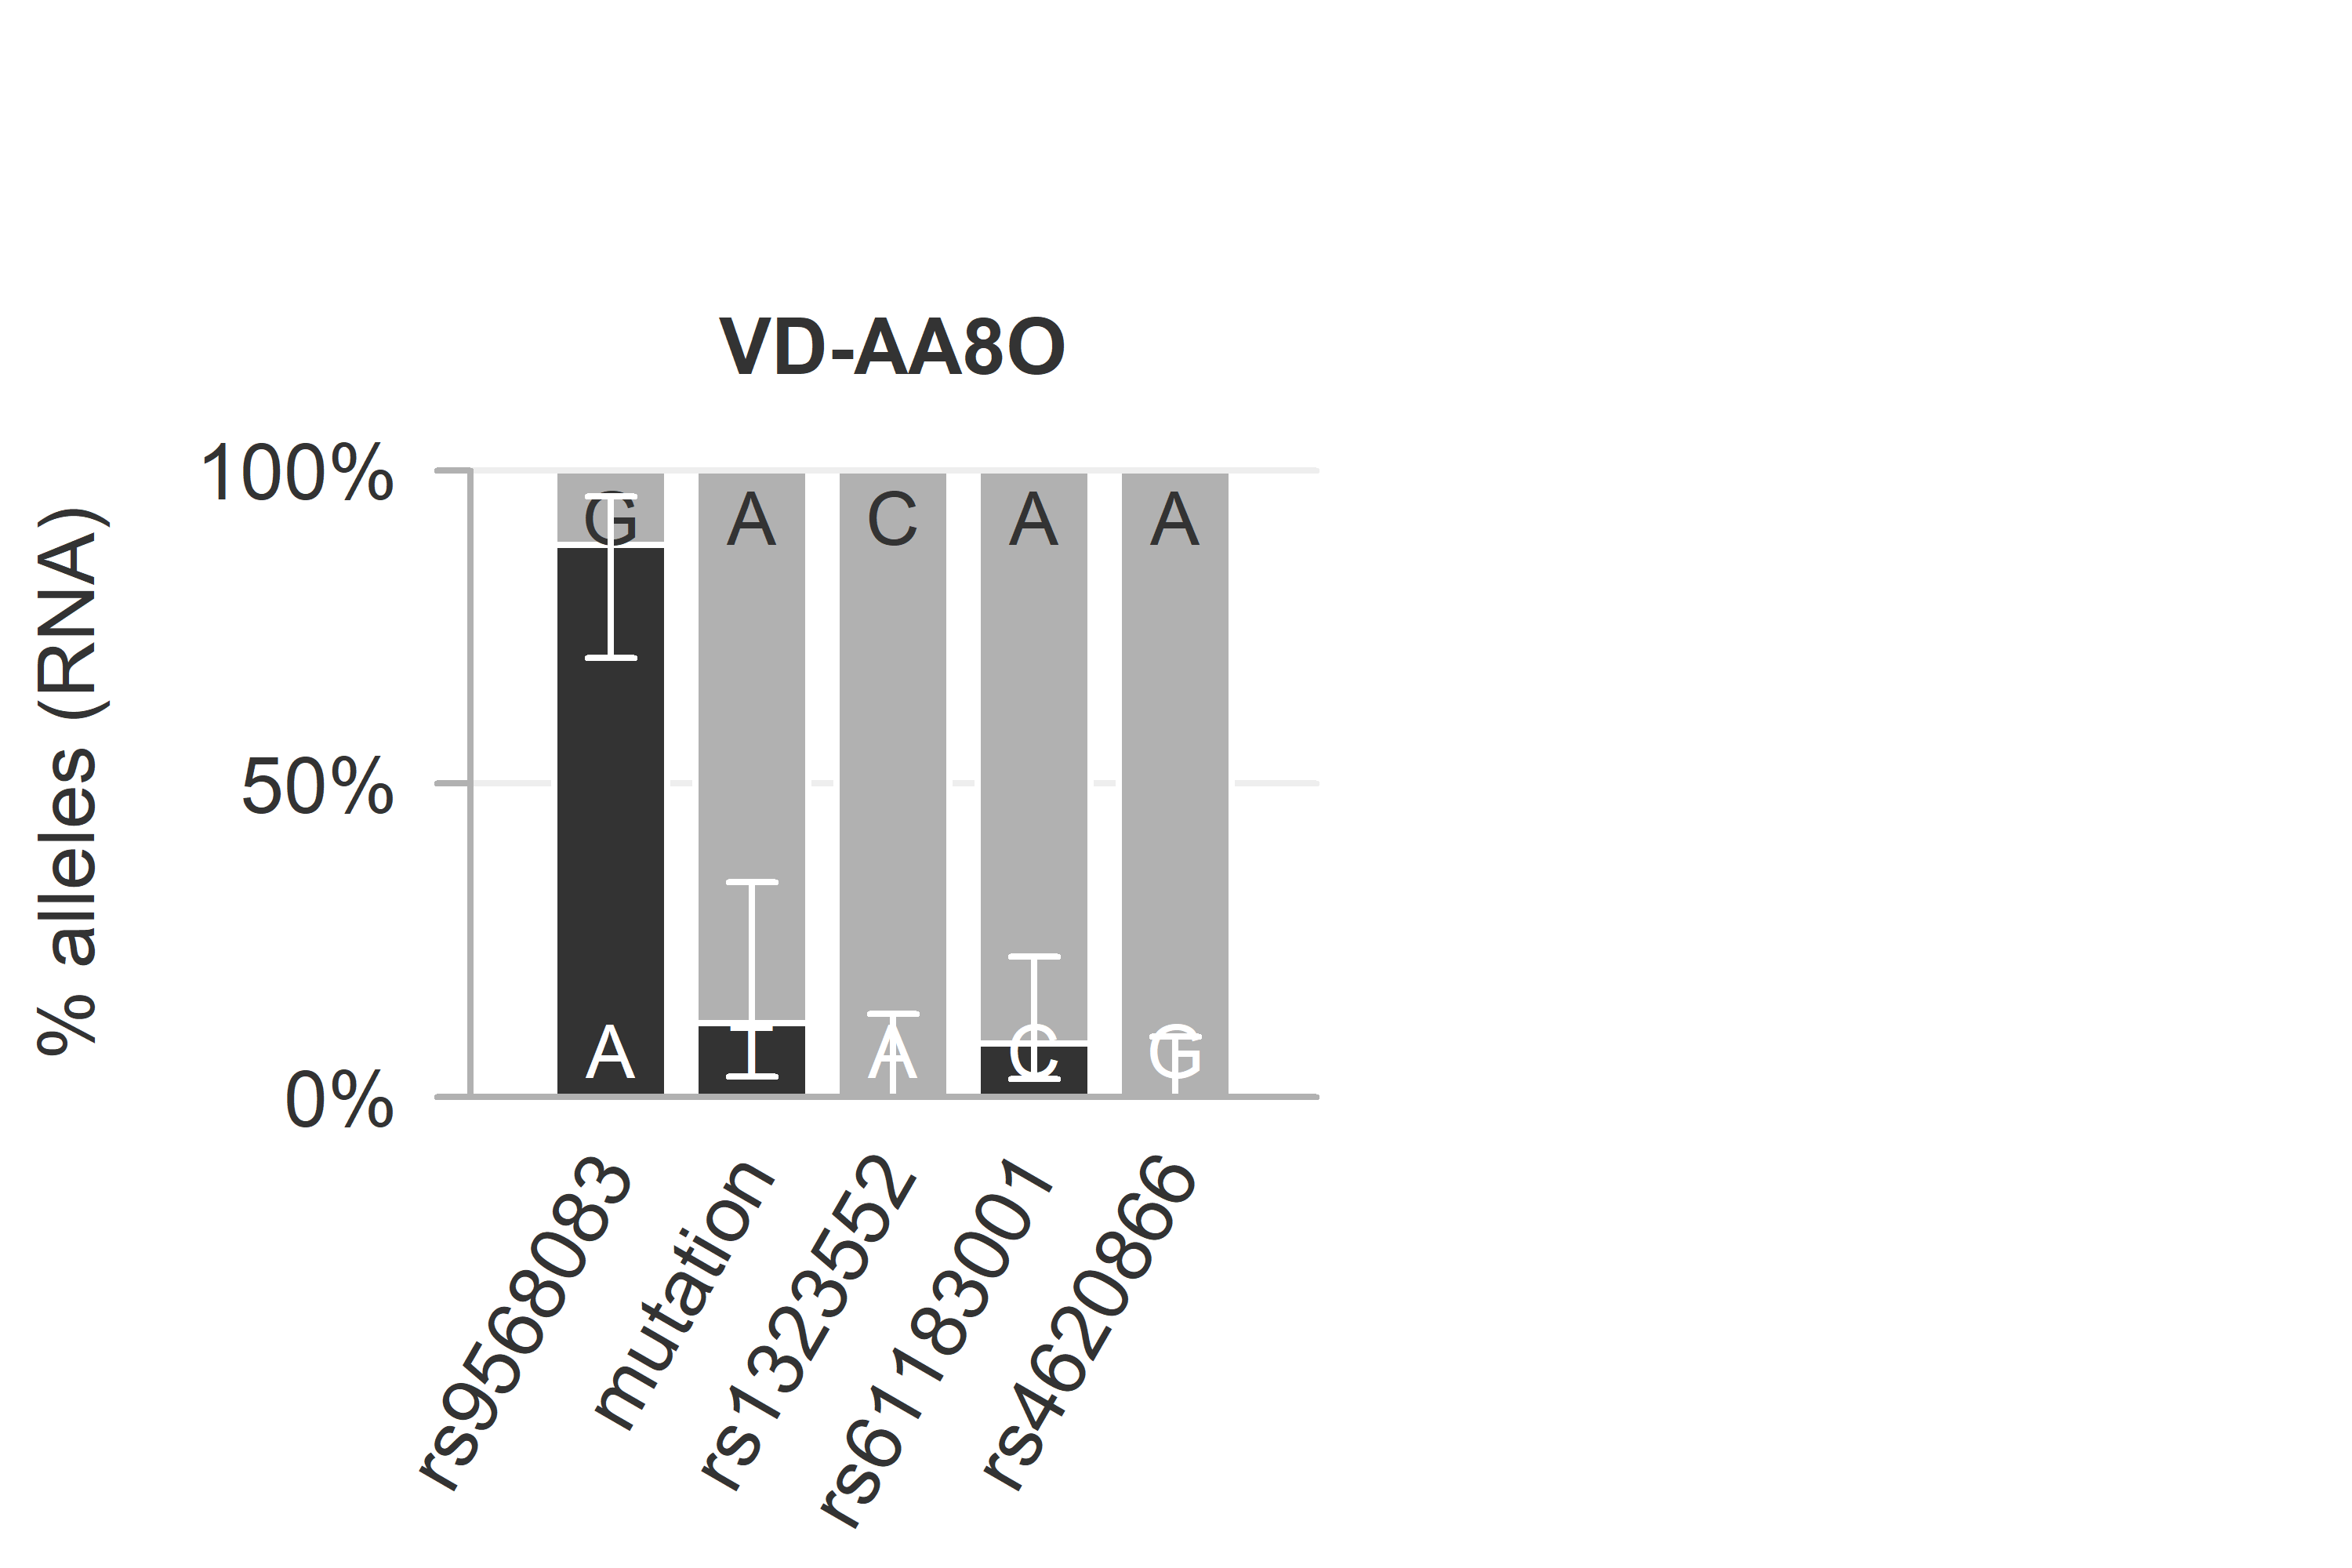 VD-AA8O
% alleles (RNA)
100%
50%
0%
G A C A A
A T A C G
rs9568083
mutation
rs1323552
rs61183001
rs4620866